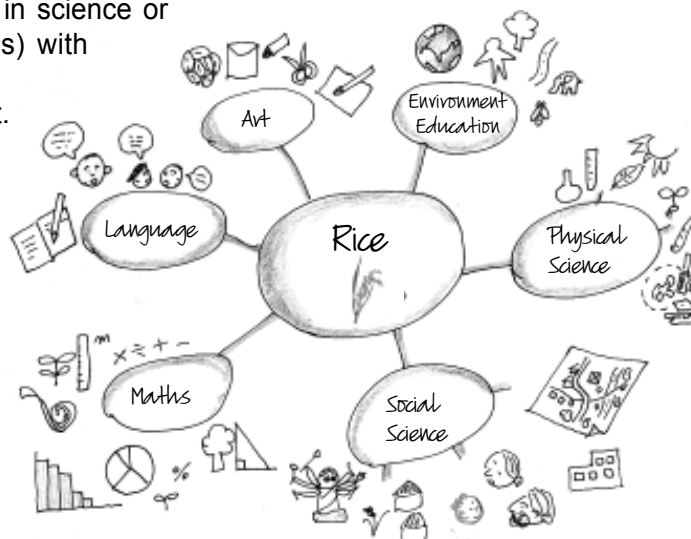 in science or
s) with
t.
Art
Environment
Education
Language
Rice
Physical
Science
m
× ÷ + -
Maths
Social
Science
%